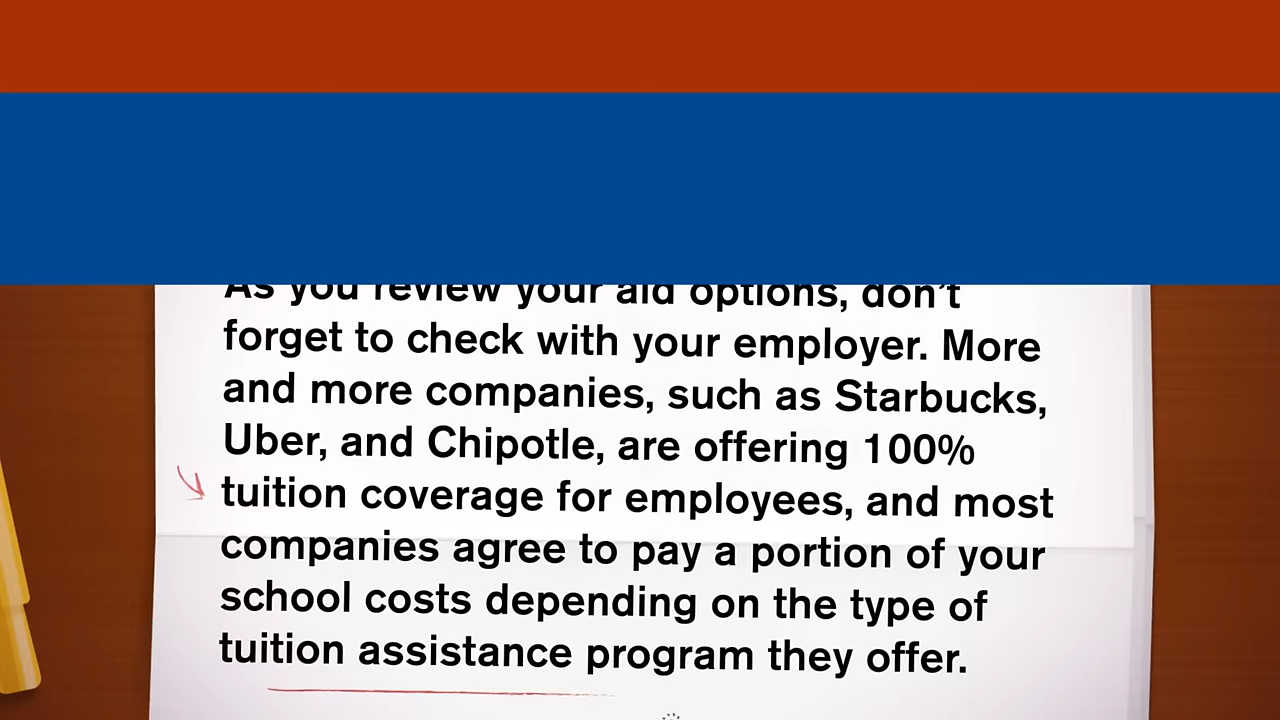 As you review your aid options, don't
forget to check with your employer. More
and more companies, such as Starbucks,
Uber, and Chipotle, are offering 100%
tuition coverage for employees, and most
companies agree to pay a portion of your
school costs depending on the type of
tuition assistance program they offer.